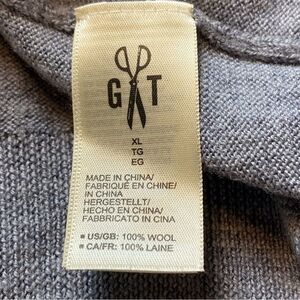 G T
XL
TG
EG
MADE IN CHINA/
FABRIQUÉ EN CHINE/
IN CHINA
HERGESTELLT/
HECHO EN CHINA/
FABBRICATO IN CINA
▪ US/GB: 100% WOOL
▪ CA/FR: 100% LAINE